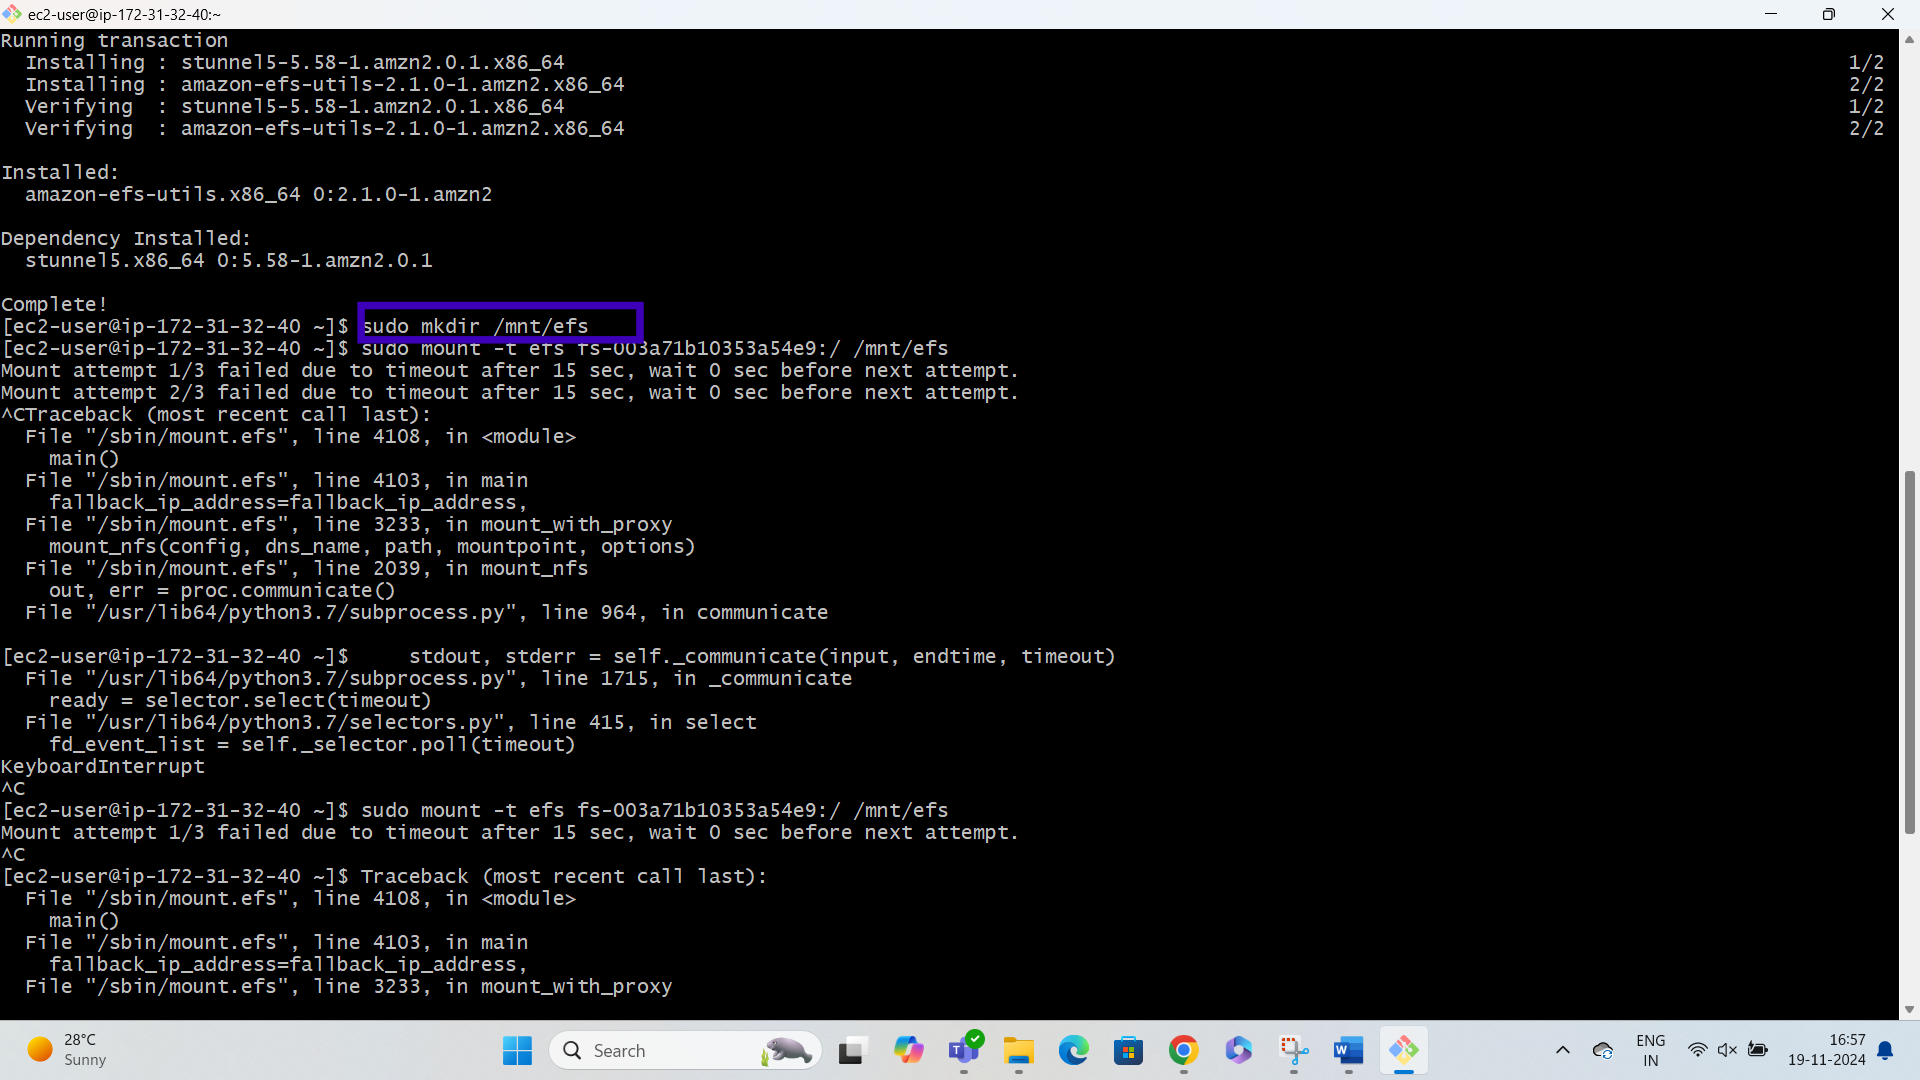 ec2-user@ip-172-31-32-40:~
Running transaction
  Installing : stunnel5-5.58-1.amzn2.0.1.x86_64 1/2
  Installing : amazon-efs-utils-2.1.0-1.amzn2.x86_64 2/2
  Verifying  : stunnel5-5.58-1.amzn2.0.1.x86_64 1/2
  Verifying  : amazon-efs-utils-2.1.0-1.amzn2.x86_64 2/2
Installed:
  amazon-efs-utils.x86_64 0:2.1.0-1.amzn2
Dependency Installed:
  stunnel5.x86_64 0:5.58-1.amzn2.0.1
Complete!
[ec2-user@ip-172-31-32-40 ~]$ sudo mkdir /mnt/efs
[ec2-user@ip-172-31-32-40 ~]$ sudo mount -t efs fs-003a71b10353a54e9:/ /mnt/efs
Mount attempt 1/3 failed due to timeout after 15 sec, wait 0 sec before next attempt.
Mount attempt 2/3 failed due to timeout after 15 sec, wait 0 sec before next attempt.
^CTraceback (most recent call last):
  File "/sbin/mount.efs", line 4108, in <module>
    main()
  File "/sbin/mount.efs", line 4103, in main
    fallback_ip_address=fallback_ip_address,
  File "/sbin/mount.efs", line 3233, in mount_with_proxy
    mount_nfs(config, dns_name, path, mountpoint, options)
  File "/sbin/mount.efs", line 2039, in mount_nfs
    out, err = proc.communicate()
  File "/usr/lib64/python3.7/subprocess.py", line 964, in communicate
[ec2-user@ip-172-31-32-40 ~]$     stdout, stderr = self._communicate(input, endtime, timeout)
  File "/usr/lib64/python3.7/subprocess.py", line 1715, in _communicate
    ready = selector.select(timeout)
  File "/usr/lib64/python3.7/selectors.py", line 415, in select
    fd_event_list = self._selector.poll(timeout)
KeyboardInterrupt
^C
[ec2-user@ip-172-31-32-40 ~]$ sudo mount -t efs fs-003a71b10353a54e9:/ /mnt/efs
Mount attempt 1/3 failed due to timeout after 15 sec, wait 0 sec before next attempt.
^C
[ec2-user@ip-172-31-32-40 ~]$ Traceback (most recent call last):
  File "/sbin/mount.efs", line 4108, in <module>
    main()
  File "/sbin/mount.efs", line 4103, in main
    fallback_ip_address=fallback_ip_address,
  File "/sbin/mount.efs", line 3233, in mount_with_proxy
28°C
Sunny
Search
ENG
IN
16:57
19-11-2024